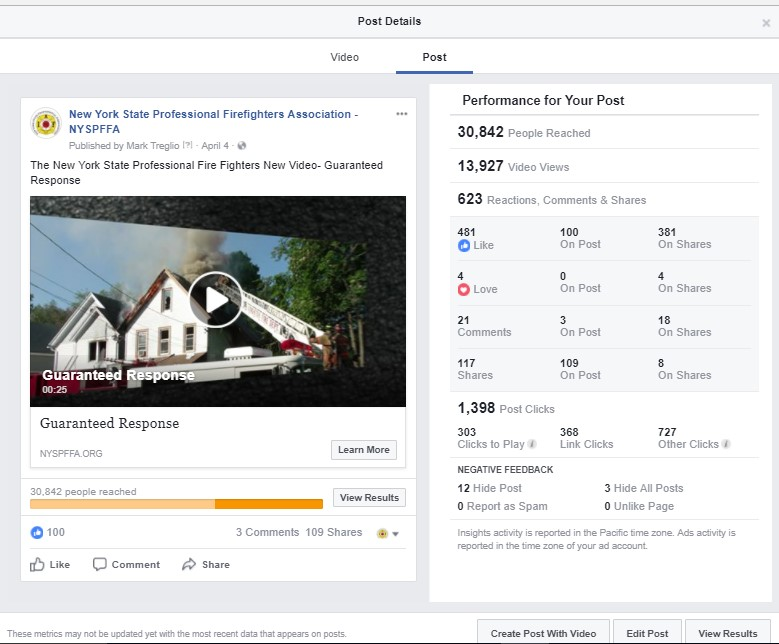 Post Details
×
Video Post
New York State Professional Firefighters Association -
NYSPFFA
Published by Mark Treglio [?] · April 4 ·
The New York State Professional Fire Fighters New Video- Guaranteed
Response
Guaranteed Response
00:25
Guaranteed Response
NYSPFFA.ORG
Learn More
30,842 people reached
View Results
100 3 Comments 109 Shares
Like Comment Share
Performance for Your Post
30,842 People Reached
13,927 Video Views
623 Reactions, Comments & Shares
481 100 381
Like On Post On Shares
4 0 4
Love On Post On Shares
21 3 18
Comments On Post On Shares
117 109 8
Shares On Post On Shares
1,398 Post Clicks
303 368 727
Clicks to Play Link Clicks Other Clicks
NEGATIVE FEEDBACK
12 Hide Post 3 Hide All Posts
0 Report as Spam 0 Unlike Page
Insights activity is reported in the Pacific time zone. Ads activity is
reported in the time zone of your ad account.
These metrics may not be updated yet with the most recent data that appears on posts.
Create Post With Video Edit Post View Results